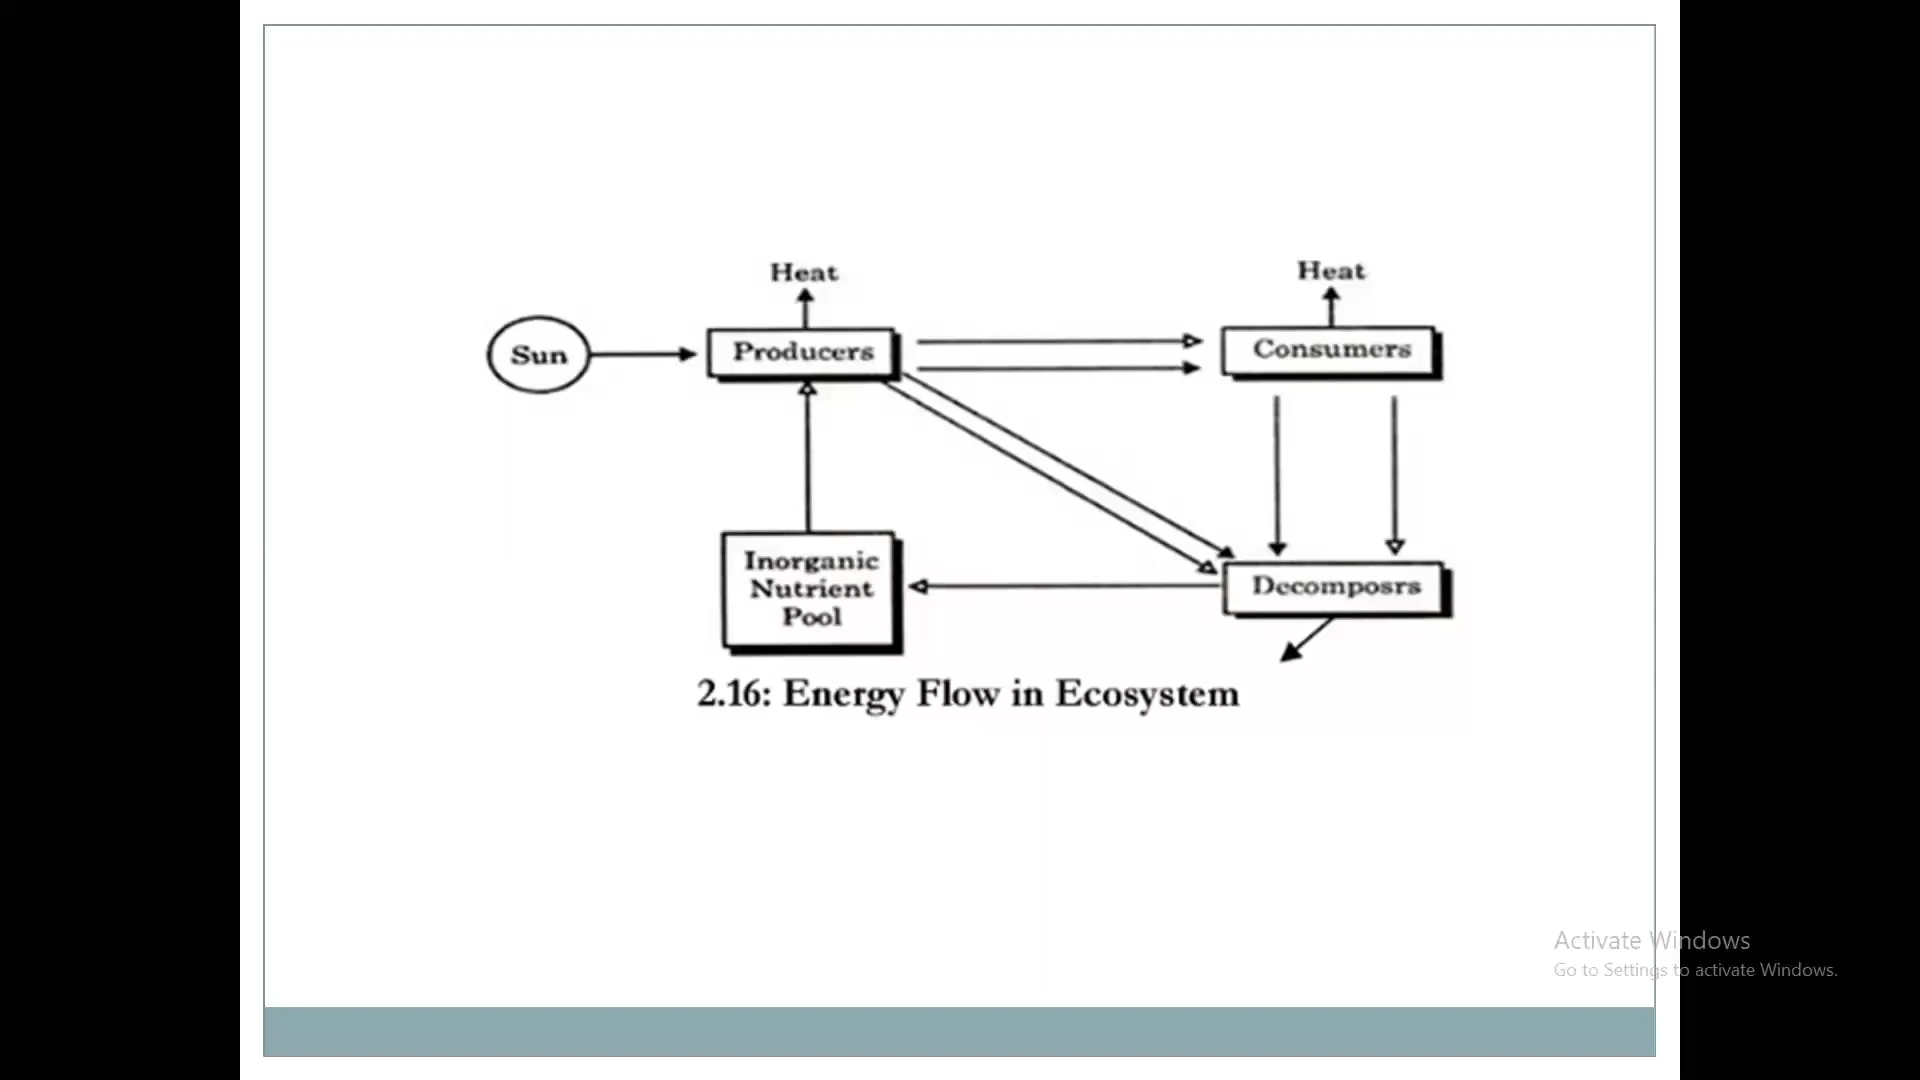 Heat
Heat
Sun
Producers
Consumers
Inorganic
Nutrient
Pool
Decomposrs
2.16: Energy Flow in Ecosystem
Activate Windows
Go to Settings to activate Windows.